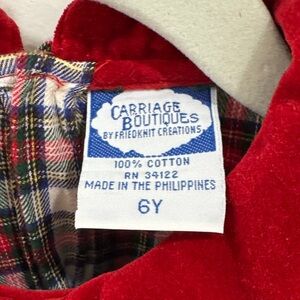 CARRIAGE
BOUTIQUES
BY FRIEDKNIT CREATIONS
100% COTTON
RN 34122
MADE IN THE PHILIPPINES
6Y